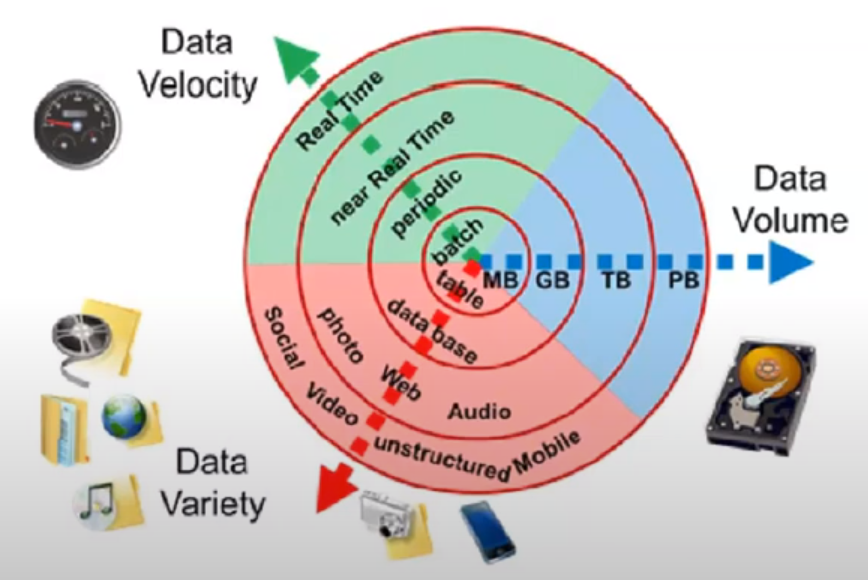 Data
Velocity
Real Time
near Real Time
periodic
batch
Data
Volume
MB GB TB PB
table
data base
Social
photo
Web
Video
Audio
unstructured
Mobile
Data
Variety